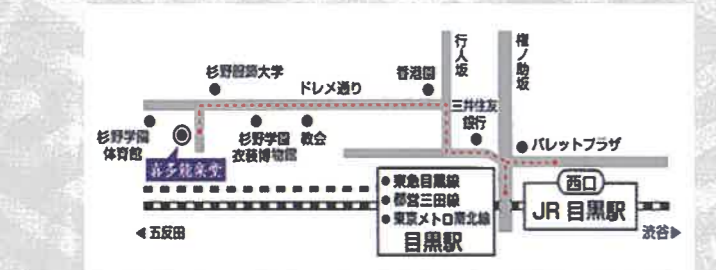 行人坂
権ノ助坂
杉野服飾大学
香港園
ドレメ通り
三井住友
銀行
杉野学園
体育館
杉野学園
衣装博物館
教会
パレットプラザ
喜多能楽堂
西口
JR 目黒駅
●東急目黒線
●都営三田線
●東京メトロ南北線
目黒駅
◀五反田
渋谷▶